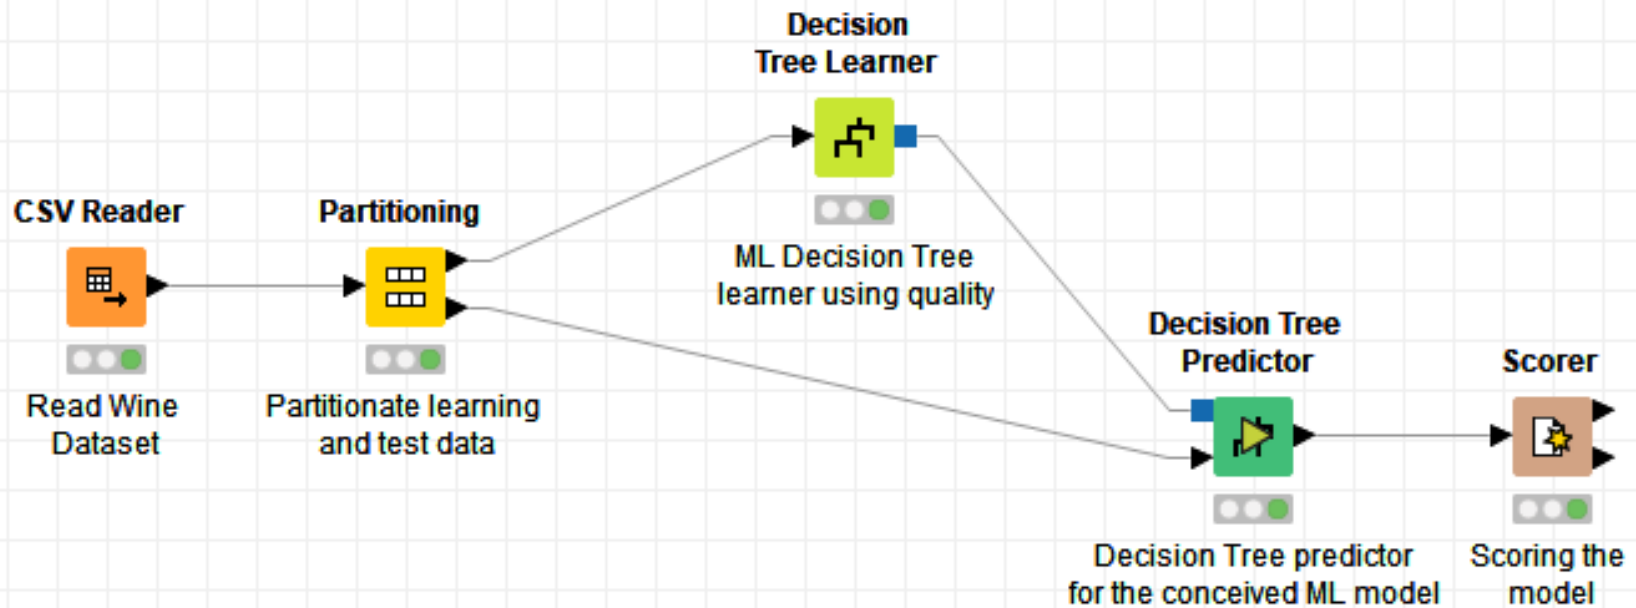 CSV Reader
Read Wine
Dataset
Partitioning
Partitionate learning
and test data
Decision
Tree Learner
ML Decision Tree
learner using quality
Decision Tree
Predictor
Decision Tree predictor
for the conceived ML model
Scorer
Scoring the
model